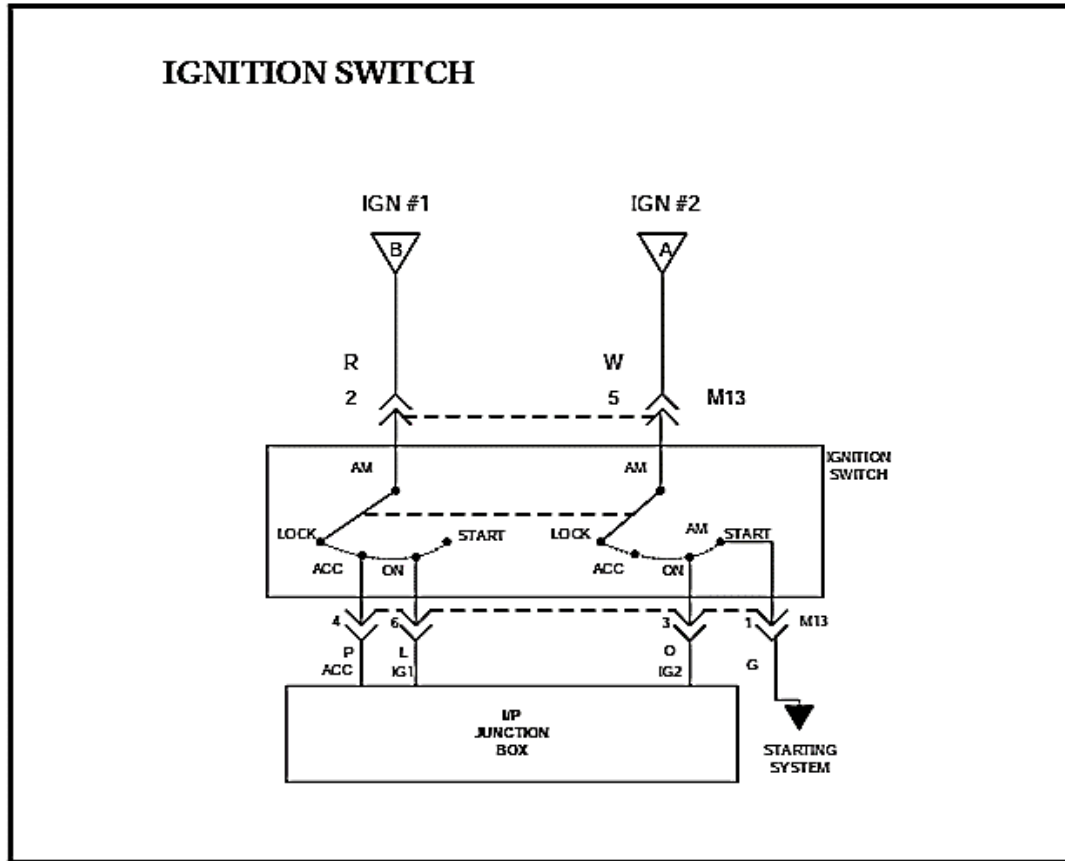 IGNITION SWITCH
IGN #1 IGN #2
B A
R W
2 5 M13
AM AM
IGNITION
SWITCH
LOCK START LOCK AM START
ACC ON ACC ON
4 6 3 1 M13
P L O G
ACC IG1 IG2
I/P
JUNCTION
BOX
STARTING
SYSTEM